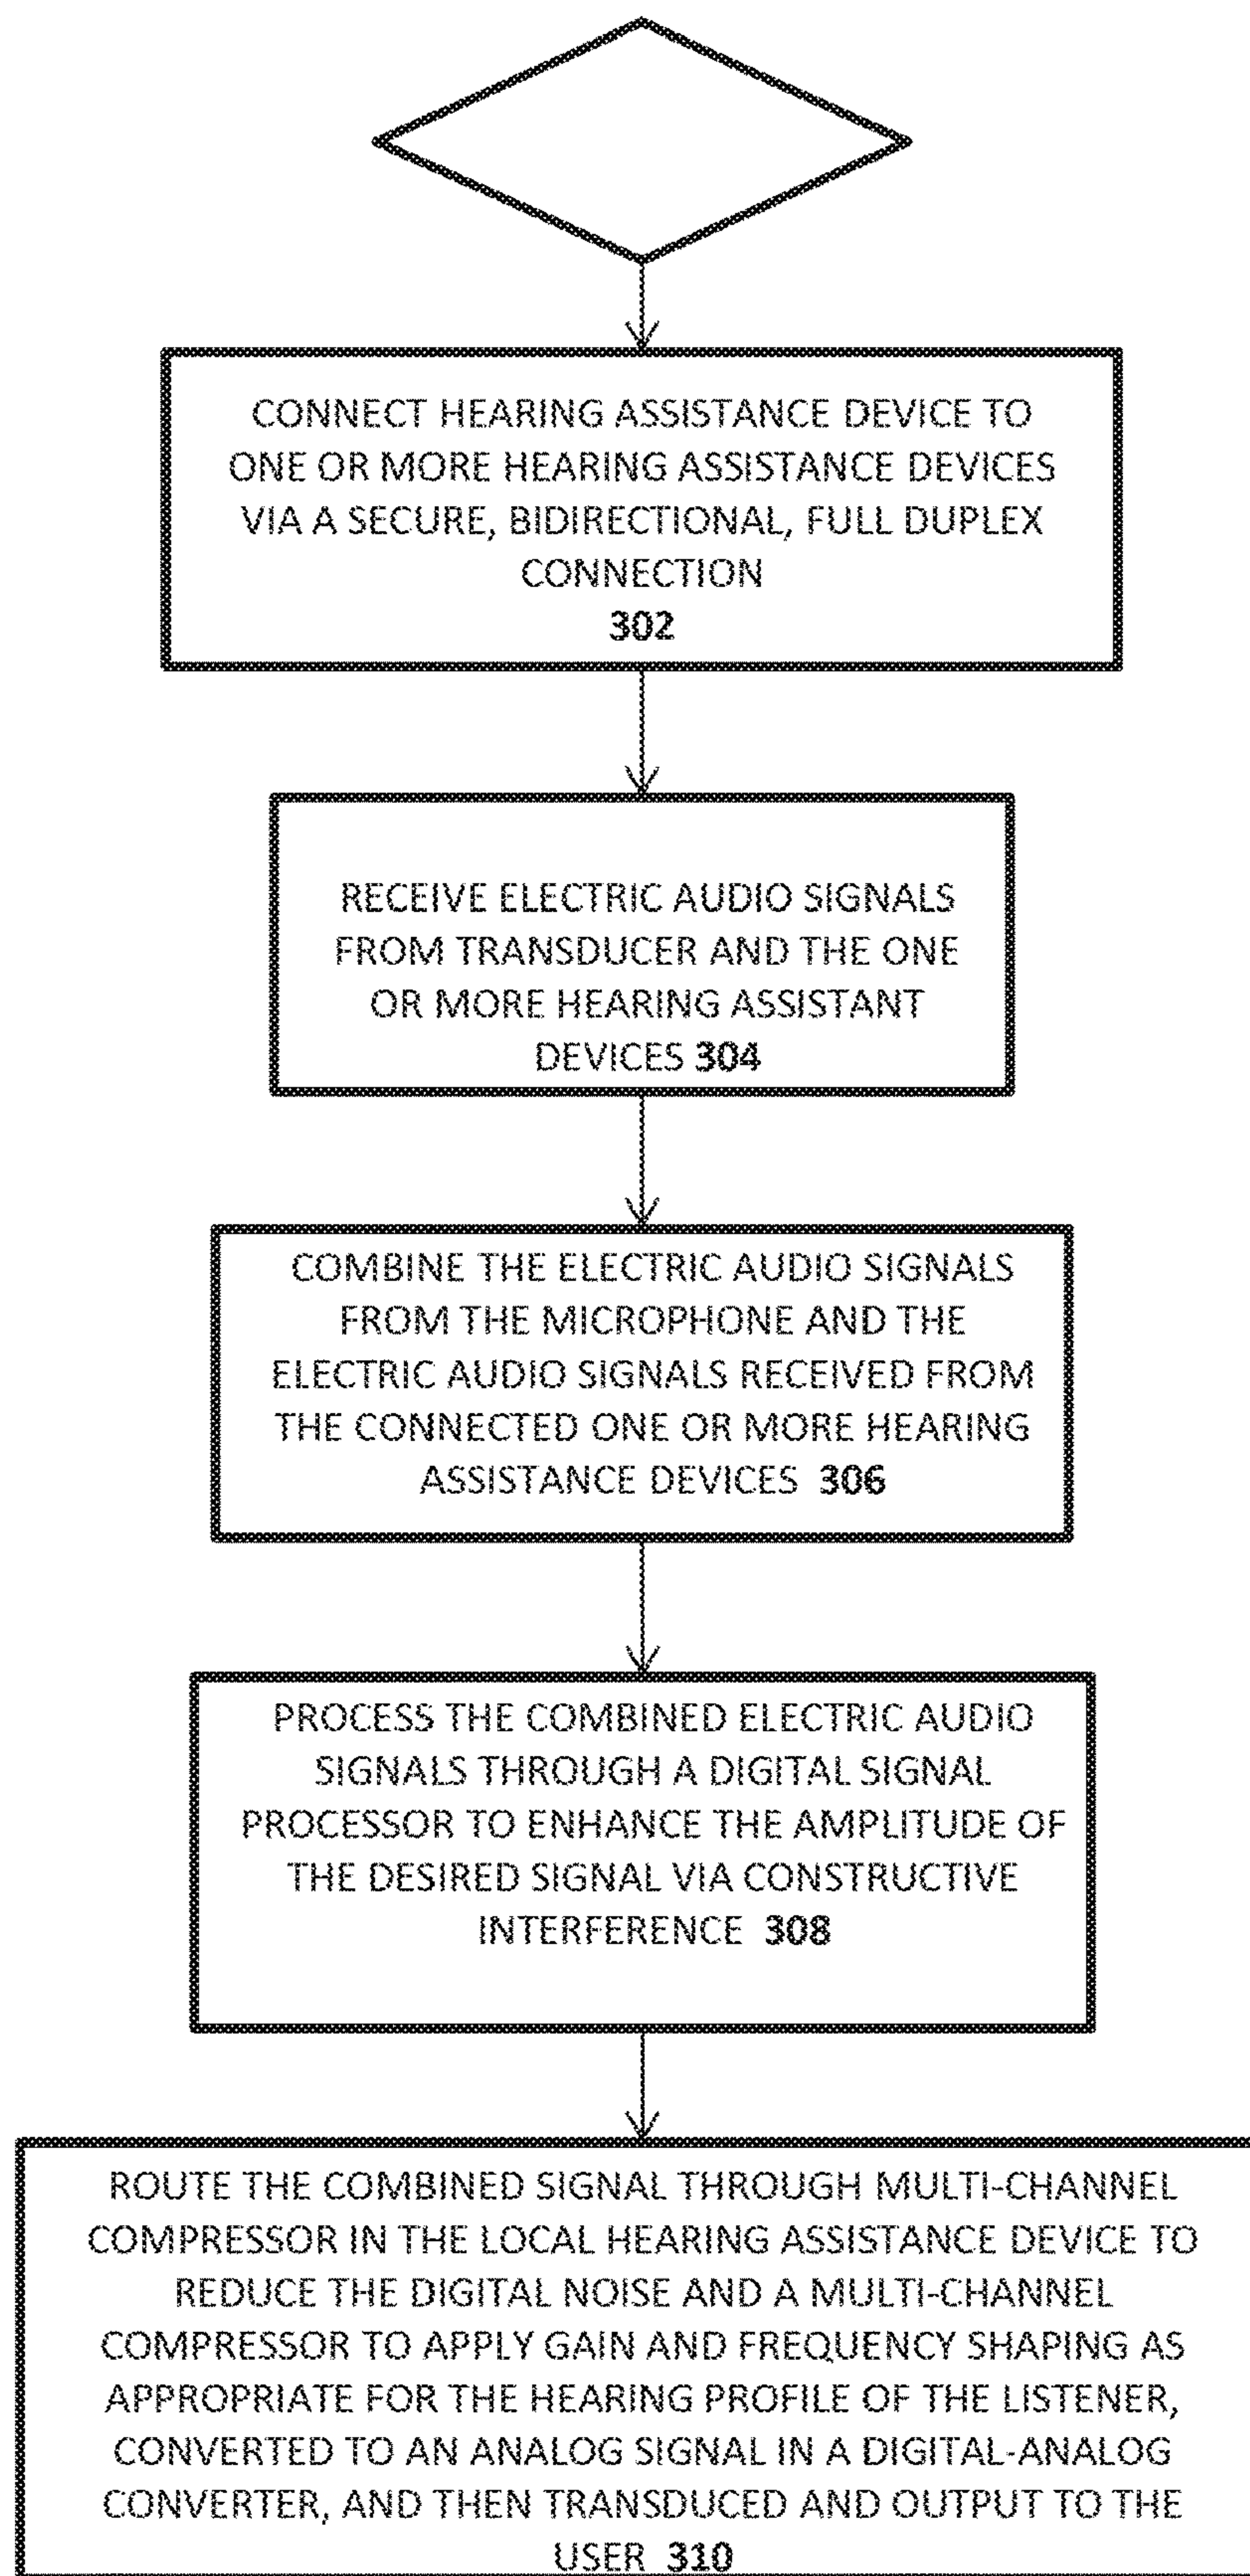 CONNECT HEARING ASSISTANCE DEVICE TO
ONE OR MORE HEARING ASSISTANCE DEVICES
VIA A SECURE, BIDIRECTIONAL, FULL DUPLEX
CONNECTION
302
RECEIVE ELECTRIC AUDIO SIGNALS
FROM TRANSDUCER AND THE ONE
OR MORE HEARING ASSISTANT
DEVICES 304
COMBINE THE ELECTRIC AUDIO SIGNALS
FROM THE MICROPHONE AND THE
ELECTRIC AUDIO SIGNALS RECEIVED FROM
THE CONNECTED ONE OR MORE HEARING
ASSISTANCE DEVICES 306
PROCESS THE COMBINED ELECTRIC AUDIO
SIGNALS THROUGH A DIGITAL SIGNAL
PROCESSOR TO ENHANCE THE AMPLITUDE OF
THE DESIRED SIGNAL VIA CONSTRUCTIVE
INTERFERENCE 308
ROUTE THE COMBINED SIGNAL THROUGH MULTI-CHANNEL
COMPRESSOR IN THE LOCAL HEARING ASSISTANCE DEVICE TO
REDUCE THE DIGITAL NOISE AND A MULTI-CHANNEL
COMPRESSOR TO APPLY GAIN AND FREQUENCY SHAPING AS
APPROPRIATE FOR THE HEARING PROFILE OF THE LISTENER,
CONVERTED TO AN ANALOG SIGNAL IN A DIGITAL-ANALOG
CONVERTER, AND THEN TRANSDUCED AND OUTPUT TO THE
USER 310